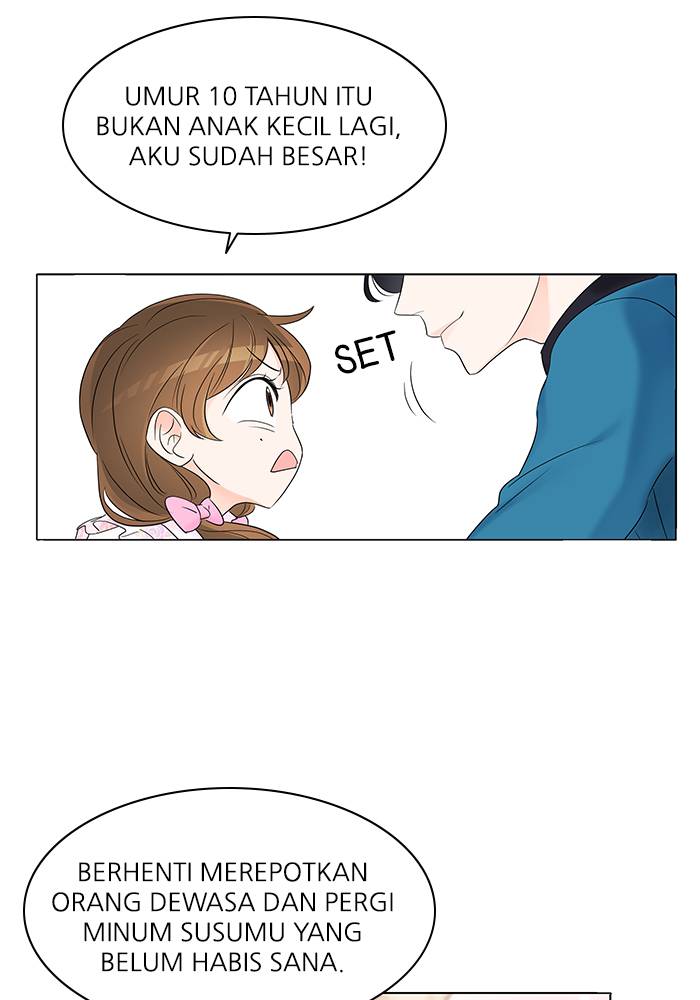 UMUR 10 TAHUN ITU
BUKAN ANAK KECIL LAGI,
AKU SUDAH BESAR!
SET
BERHENTI MEREPOTKAN
ORANG DEWASA DAN PERGI
MINUM SUSUMU YANG
BELUM HABIS SANA.